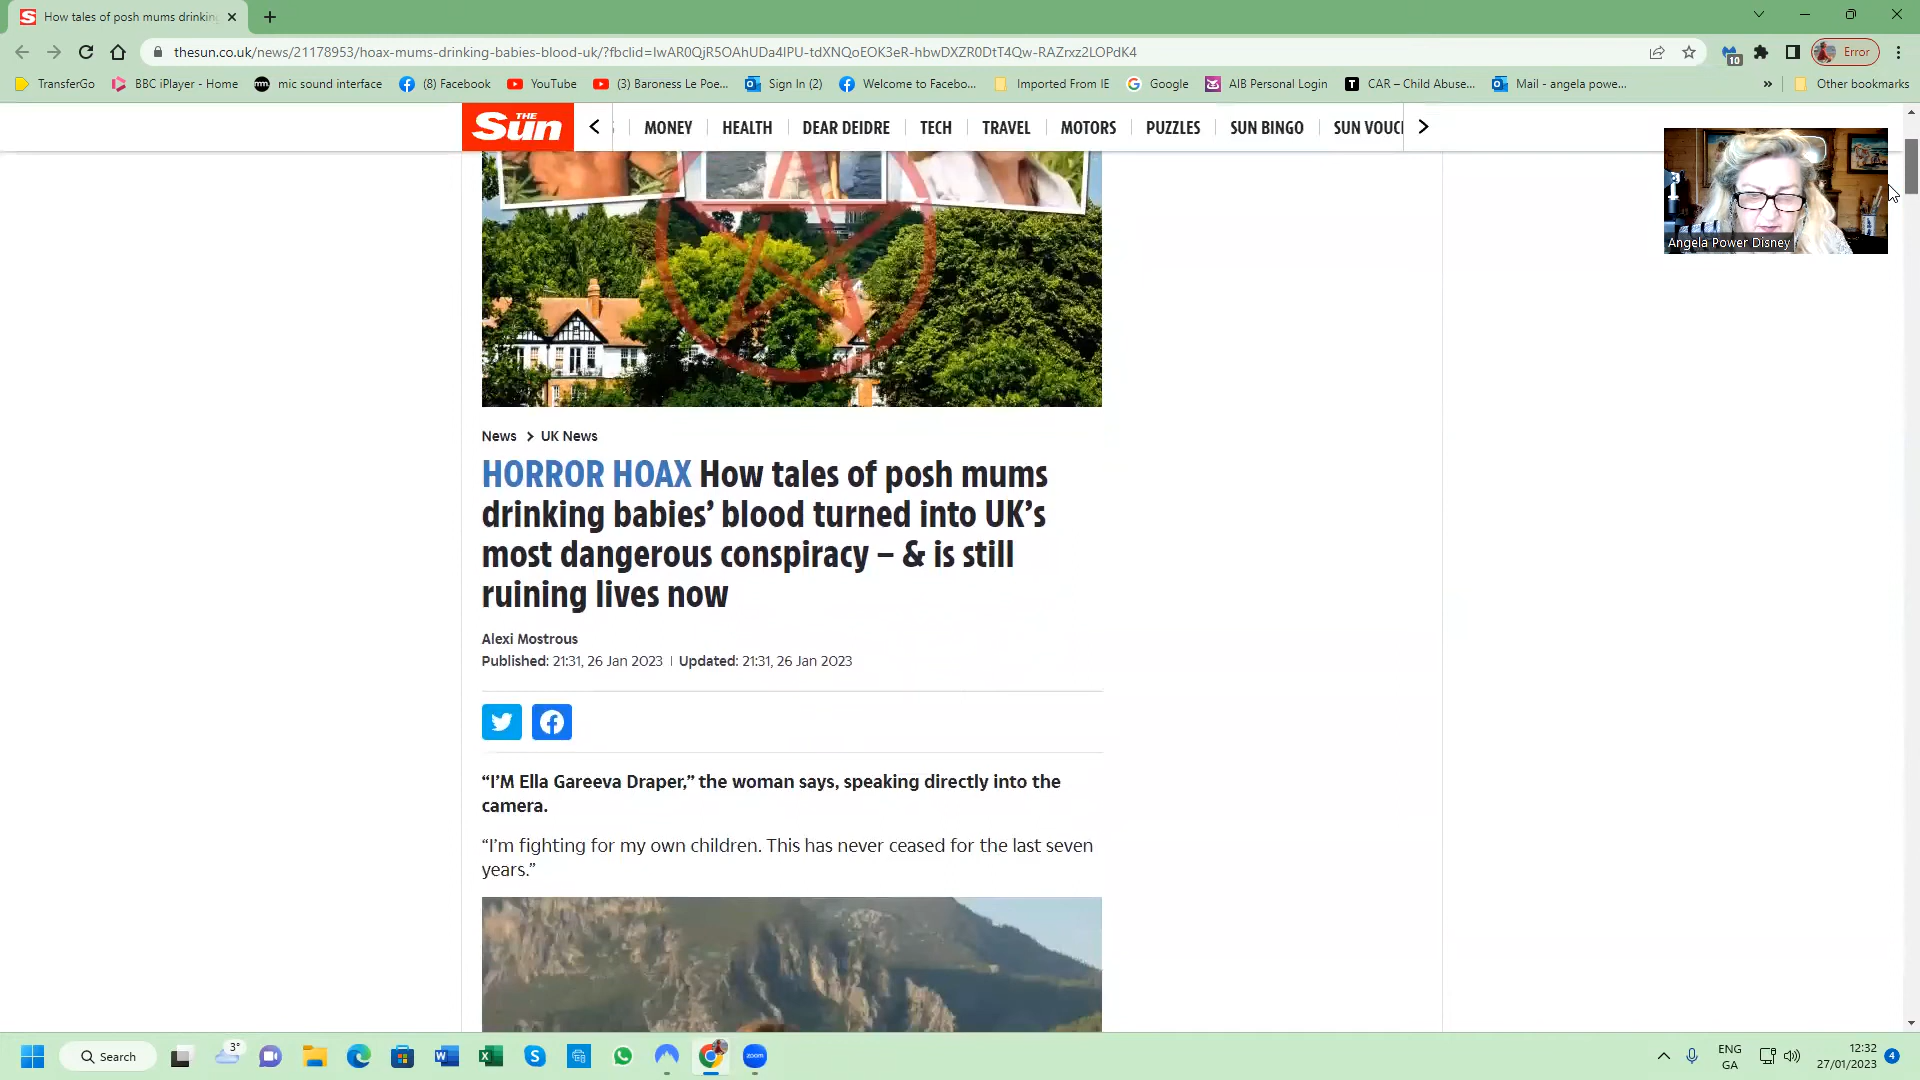 How tales of posh mums drinking
thesun.co.uk/news/21178953/hoax-mums-drinking-babies-blood-uk/?fbclid=IwAR0QjR5OAhUDa4IPU-tdXNQoEOK3eR-hbwDXZR0DtT4Qw-RAZrxz2LOPdK4
10
Error
TransferGo BBC iPlayer - Home mic sound interface (8) Facebook YouTube (3) Baroness Le Poe... Sign In (2) Welcome to Facebo... Imported From IE Google AIB Personal Login CAR – Child Abuse... Mail - angela powe... » Other bookmarks
THE Sun
MONEY HEALTH DEAR DEIDRE TECH TRAVEL MOTORS PUZZLES SUN BINGO SUN VOUC
Angela Power Disney
News > UK News
HORROR HOAX How tales of posh mums
drinking babies’ blood turned into UK’s
most dangerous conspiracy – & is still
ruining lives now
Alexi Mostrous
Published: 21:31, 26 Jan 2023 | Updated: 21:31, 26 Jan 2023
“I’M Ella Gareeva Draper,” the woman says, speaking directly into the
camera.
“I’m fighting for my own children. This has never ceased for the last seven
years.”
Search
3°
zoom
ENG
GA
12:32
27/01/2023
4